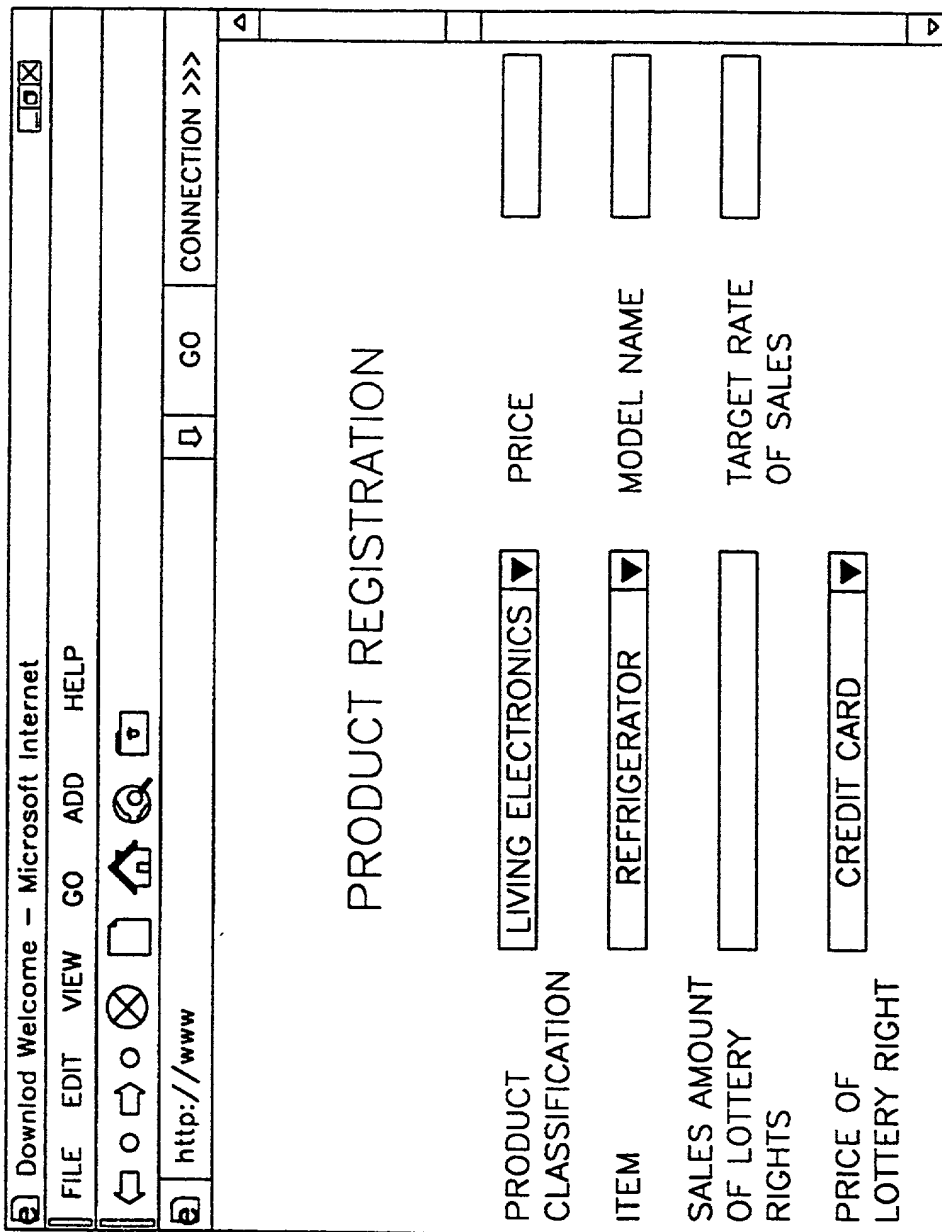 Downlod Welcome – Microsoft Internet
FILE EDIT VIEW GO ADD HELP
http://www GO CONNECTION >>>
PRODUCT REGISTRATION
PRODUCT CLASSIFICATION LIVING ELECTRONICS PRICE
ITEM REFRIGERATOR MODEL NAME
SALES AMOUNT OF LOTTERY RIGHTS TARGET RATE OF SALES
PRICE OF LOTTERY RIGHT CREDIT CARD